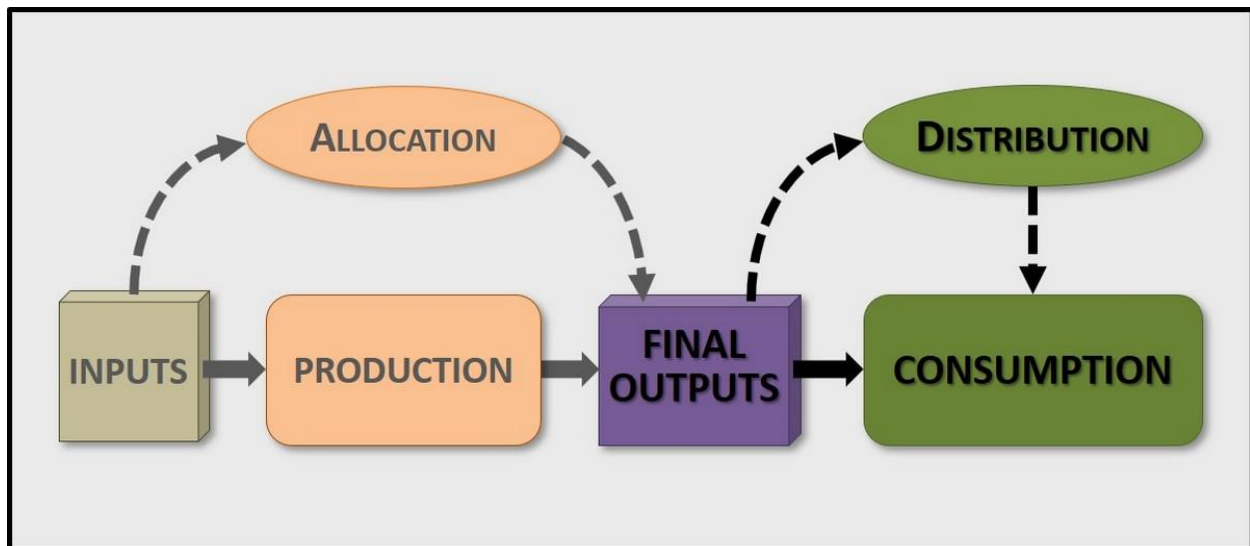 ALLOCATION
DISTRIBUTION
INPUTS
PRODUCTION
FINAL
OUTPUTS
CONSUMPTION